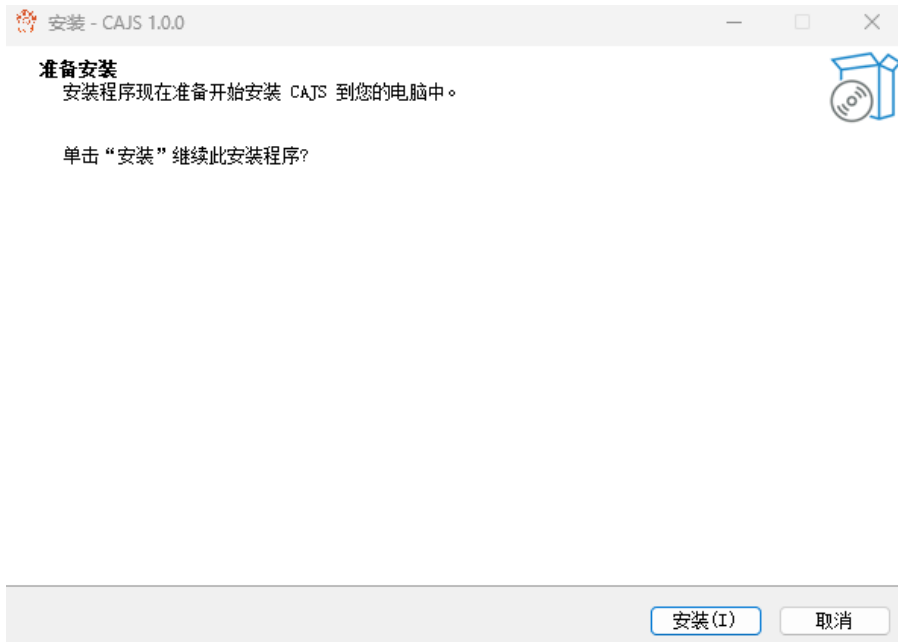 安装 - CAJS 1.0.0
准备安装
安装程序现在准备开始安装 CAJS 到您的电脑中。
单击“安装”继续此安装程序?
安装(I)
取消